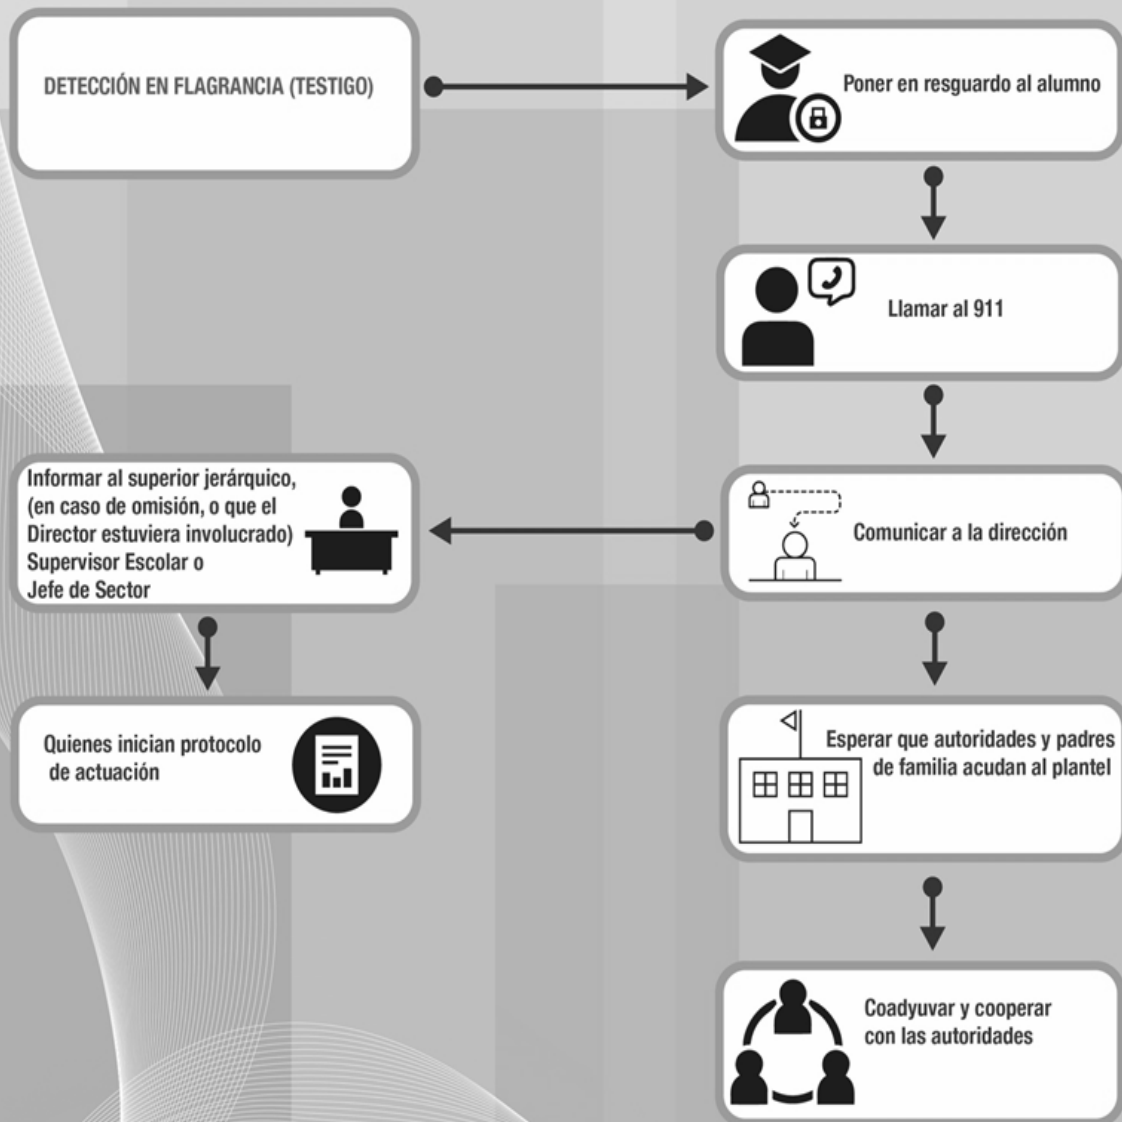 DETECCIÓN EN FLAGRANCIA (TESTIGO)
Poner en resguardo al alumno
Llamar al 911
Comunicar a la dirección
Informar al superior jerárquico,
(en caso de omisión, o que el
Director estuviera involucrado)
Supervisor Escolar o
Jefe de Sector
Quienes inician protocolo
de actuación
Esperar que autoridades y padres
de familia acudan al plantel
Coadyuvar y cooperar
con las autoridades